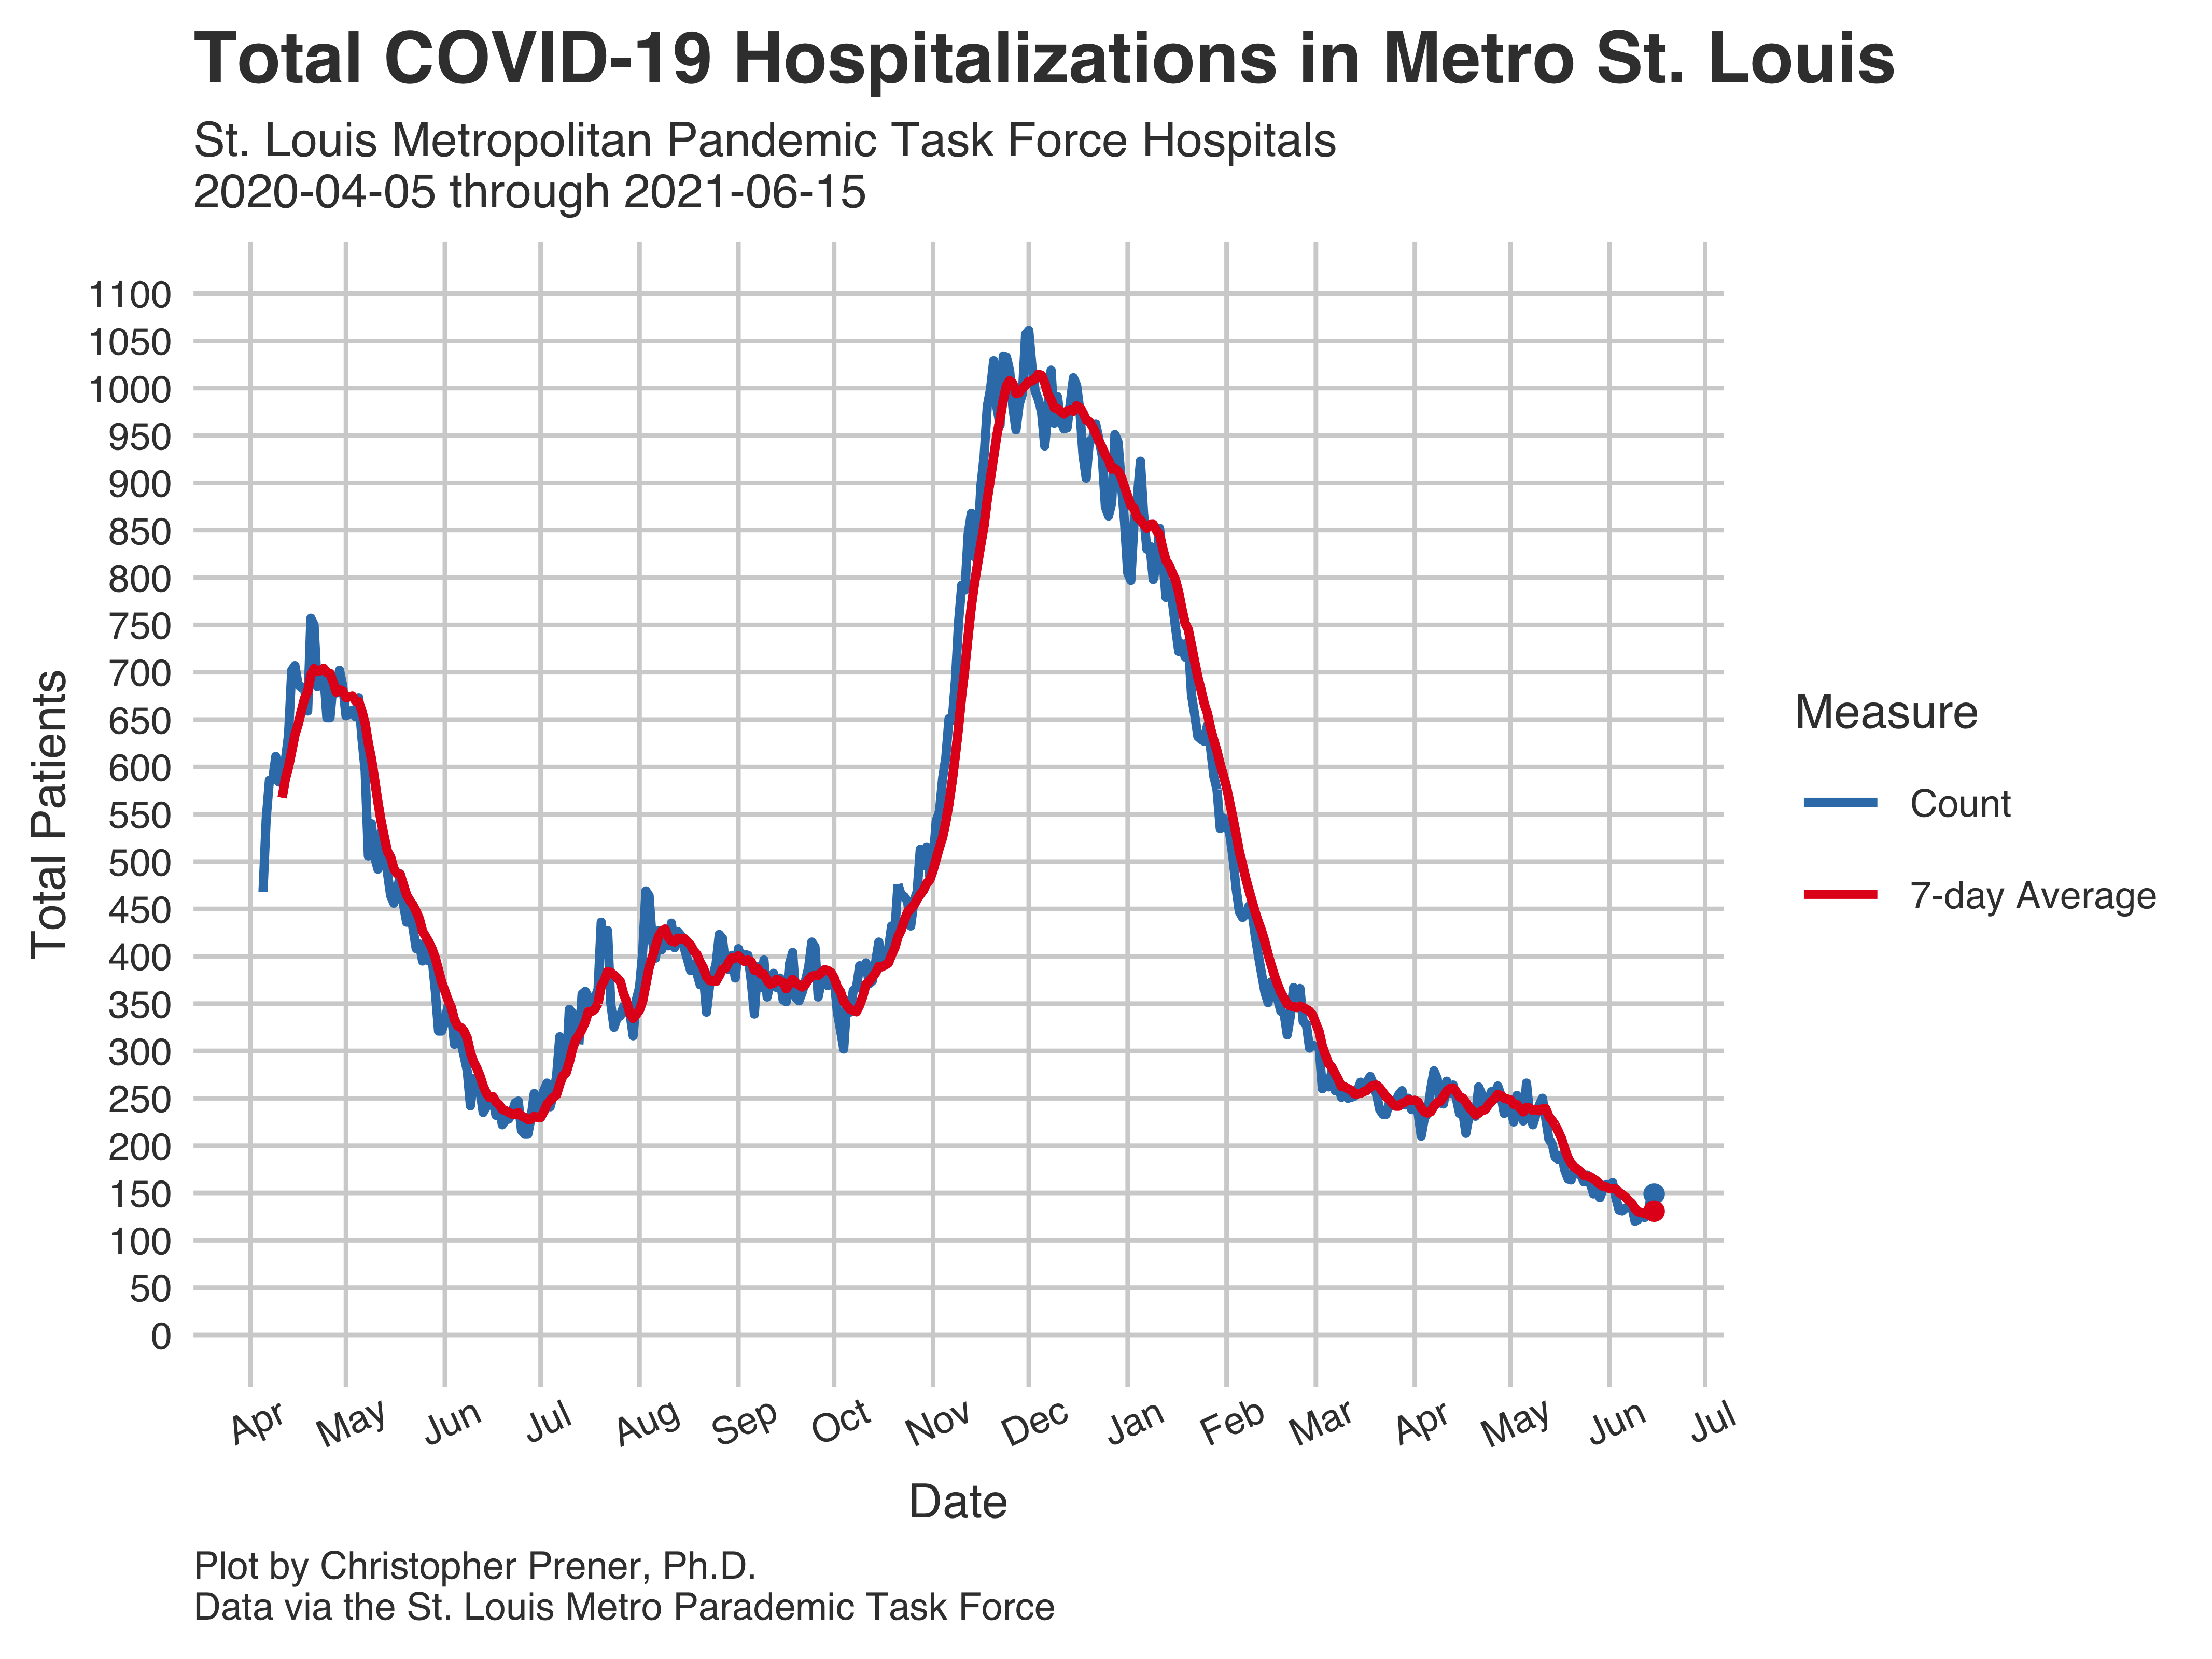 Total COVID-19 Hospitalizations in Metro St. Louis
St. Louis Metropolitan Pandemic Task Force Hospitals
2020-04-05 through 2021-06-15
1100
1050
1000
950
900
850
800
750
700
650
600
550
500
450
400
350
300
250
200
150
100
50
0
Total Patients
Apr May Jun Jul Aug Sep Oct Nov Dec Jan Feb Mar Apr May Jun Jul
Date
Measure
Count
7-day Average
Plot by Christopher Prener, Ph.D.
Data via the St. Louis Metro Parademic Task Force